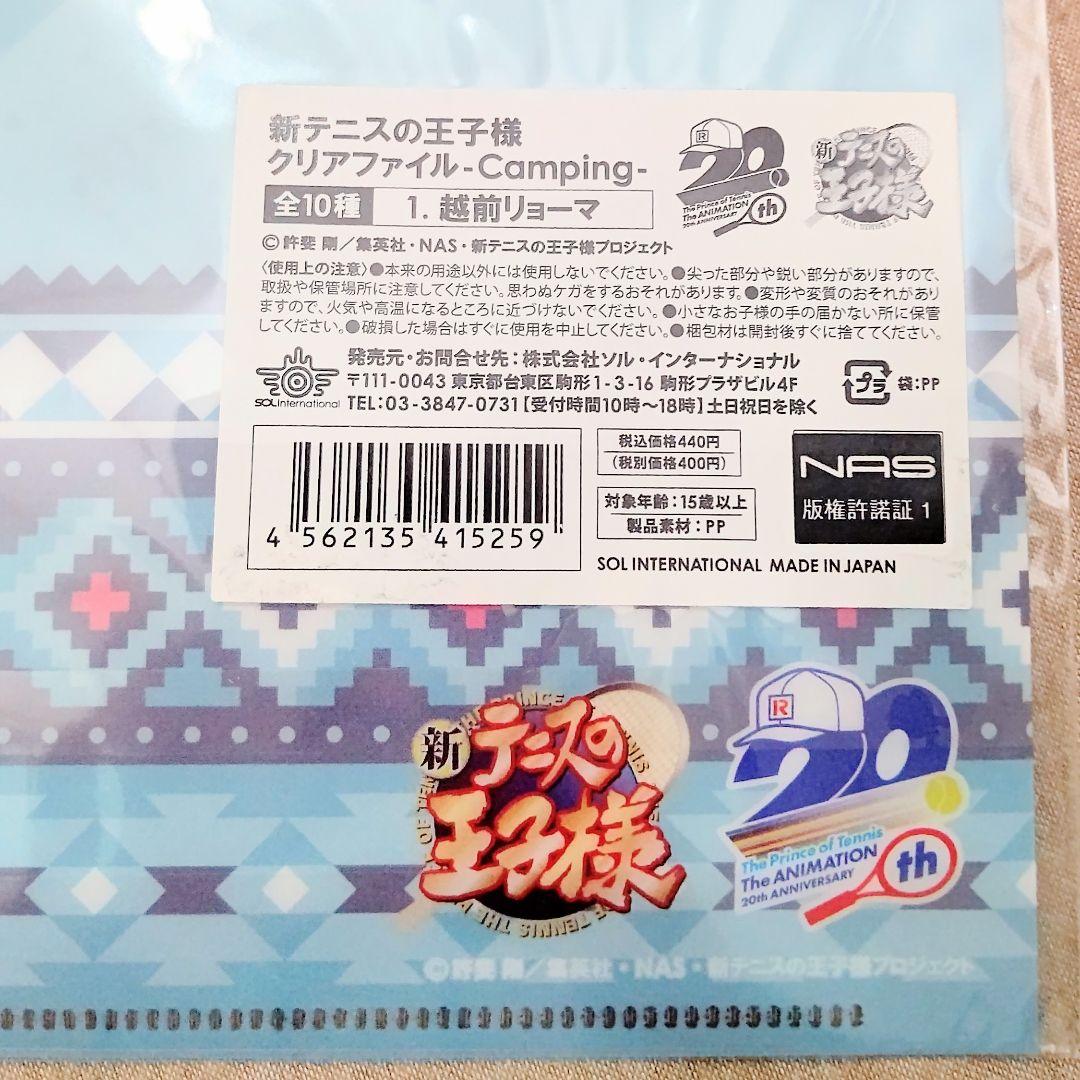 新テニスの王子様
クリアファイル-Camping-
全10種 1. 越前リョーマ
20th
The Prince of Tennis
The ANIMATION
20th ANNIVERSARY
新テニスの王子様
©許斐 剛／集英社・NAS・新テニスの王子様プロジェクト
〈使用上の注意〉●本来の用途以外には使用しないでください。●尖った部分や鋭い部分がありますので、
取扱や保管場所に注意してください。思わぬケガをするおそれがあります。●変形や変質のおそれがあり
ますので、火気や高温になるところに近づけないでください。●小さなお子様の手の届かない所に保管
してください。●破損した場合はすぐに使用を中止してください。●梱包材は開封後すぐに捨ててください。
SOL International
発売元・お問合せ先：株式会社ソル・インターナショナル
〒111-0043 東京都台東区駒形1-3-16 駒形プラザビル4F
TEL：03-3847-0731【受付時間10時～18時】土日祝日を除く
プラ 袋：PP
4 562135 415259
税込価格440円
（税別価格400円）
対象年齢：15歳以上
製品素材：PP
NAS
版権許諾証 1
SOL INTERNATIONAL MADE IN JAPAN
新テニスの
王子様
R
20th
The Prince of Tennis
The ANIMATION
20th ANNIVERSARY
©許斐 剛／集英社・NAS・新テニスの王子様プロジェクト